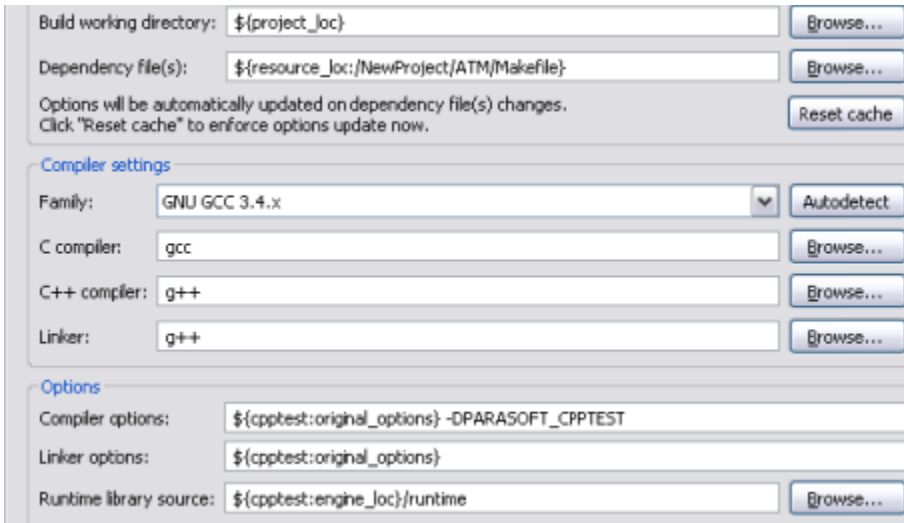 Build working directory: ${project_loc} Browse...
Dependency file(s): ${resource_loc:/NewProject/ATM/Makefile} Browse...
Options will be automatically updated on dependency file(s) changes.
Click "Reset cache" to enforce options update now. Reset cache
Compiler settings
Family: GNU GCC 3.4.x Autodetect
C compiler: gcc Browse...
C++ compiler: g++ Browse...
Linker: g++ Browse...
Options
Compiler options: ${cpptest:original_options} -DPARASOFT_CPPTEST
Linker options: ${cpptest:original_options}
Runtime library source: ${cpptest:engine_loc}/runtime Browse...